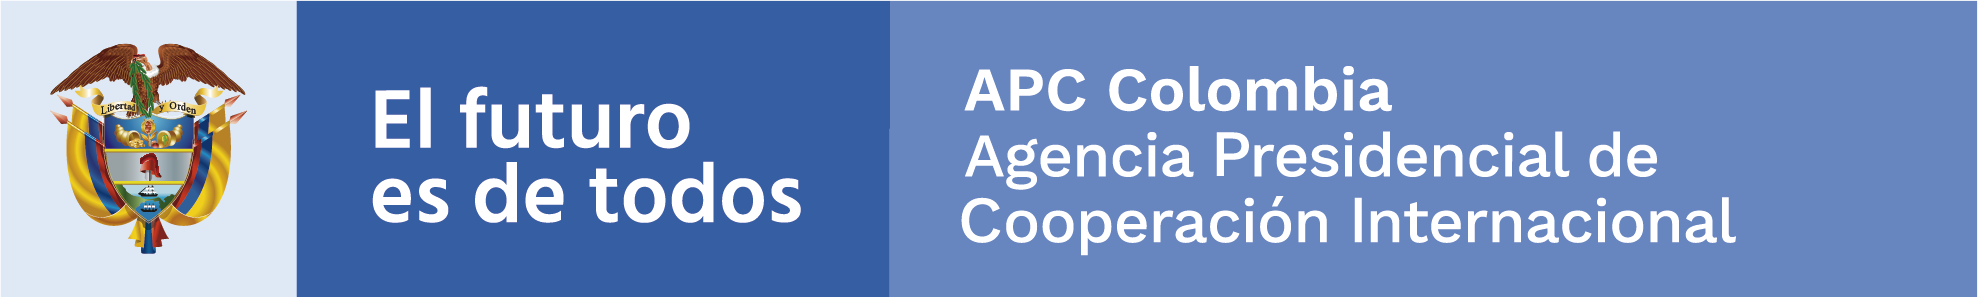 Libertad y Orden
El futuro
es de todos
APC Colombia
Agencia Presidencial de
Cooperación Internacional